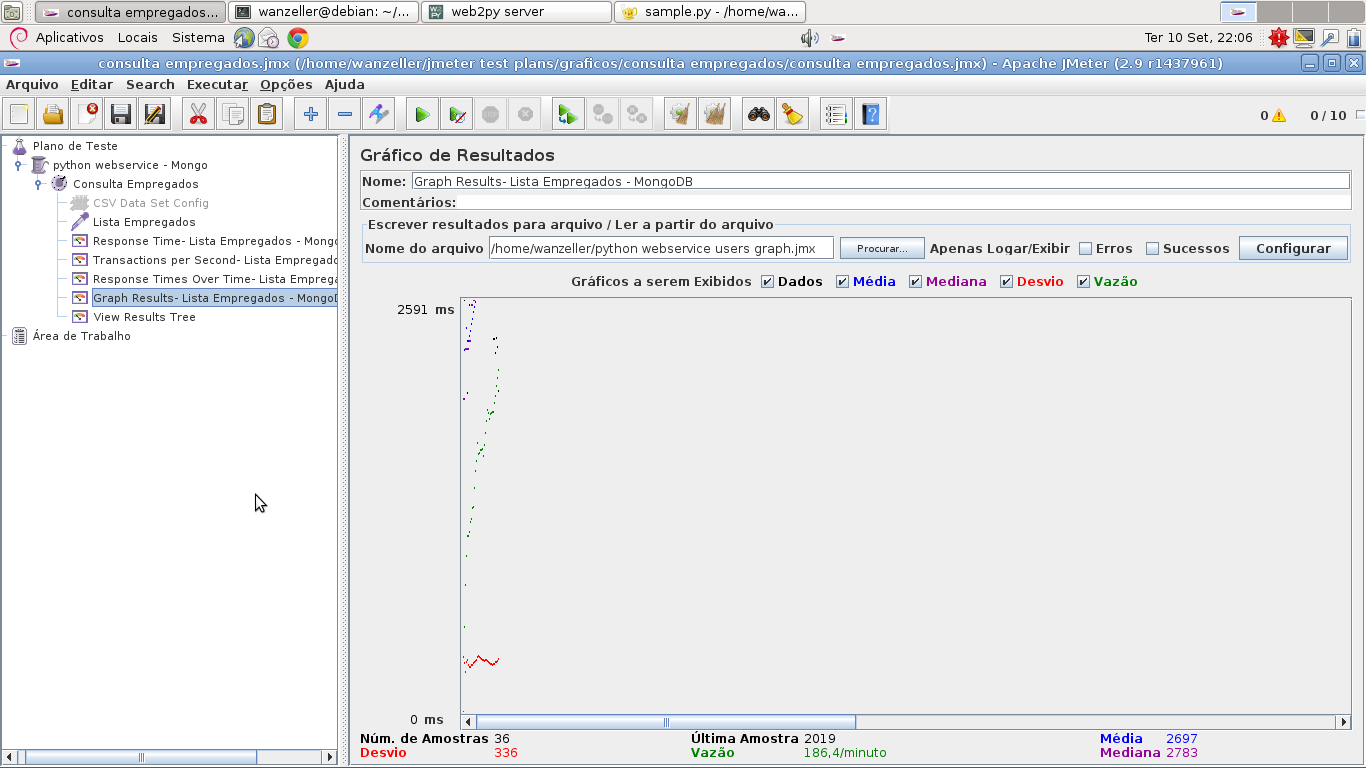 consulta empregados...
wanzeller@debian: ~/...
web2py server
sample.py - /home/wa...
Aplicativos Locais Sistema
Ter 10 Set, 22:06
consulta empregados.jmx (/home/wanzeller/jmeter test plans/graficos/consulta empregados/consulta empregados.jmx) - Apache JMeter (2.9 r1437961)
Arquivo Editar Search Executar Opções Ajuda
0 0 / 10
Plano de Teste
python webservice - Mongo
Consulta Empregados
CSV Data Set Config
Lista Empregados
Response Time- Lista Empregados - Mongo
Transactions per Second- Lista Empregado
Response Times Over Time- Lista Emprega
Graph Results- Lista Empregados - MongoD
View Results Tree
Área de Trabalho
Gráfico de Resultados
Nome: Graph Results- Lista Empregados - MongoDB
Comentários:
Escrever resultados para arquivo / Ler a partir do arquivo
Nome do arquivo /home/wanzeller/python webservice users graph.jmx Procurar... Apenas Logar/Exibir Erros Sucessos Configurar
Gráficos a serem Exibidos Dados Média Mediana Desvio Vazão
2591 ms
0 ms
Núm. de Amostras 36 Última Amostra 2019 Média 2697
Desvio 336 Vazão 186,4/minuto Mediana 2783